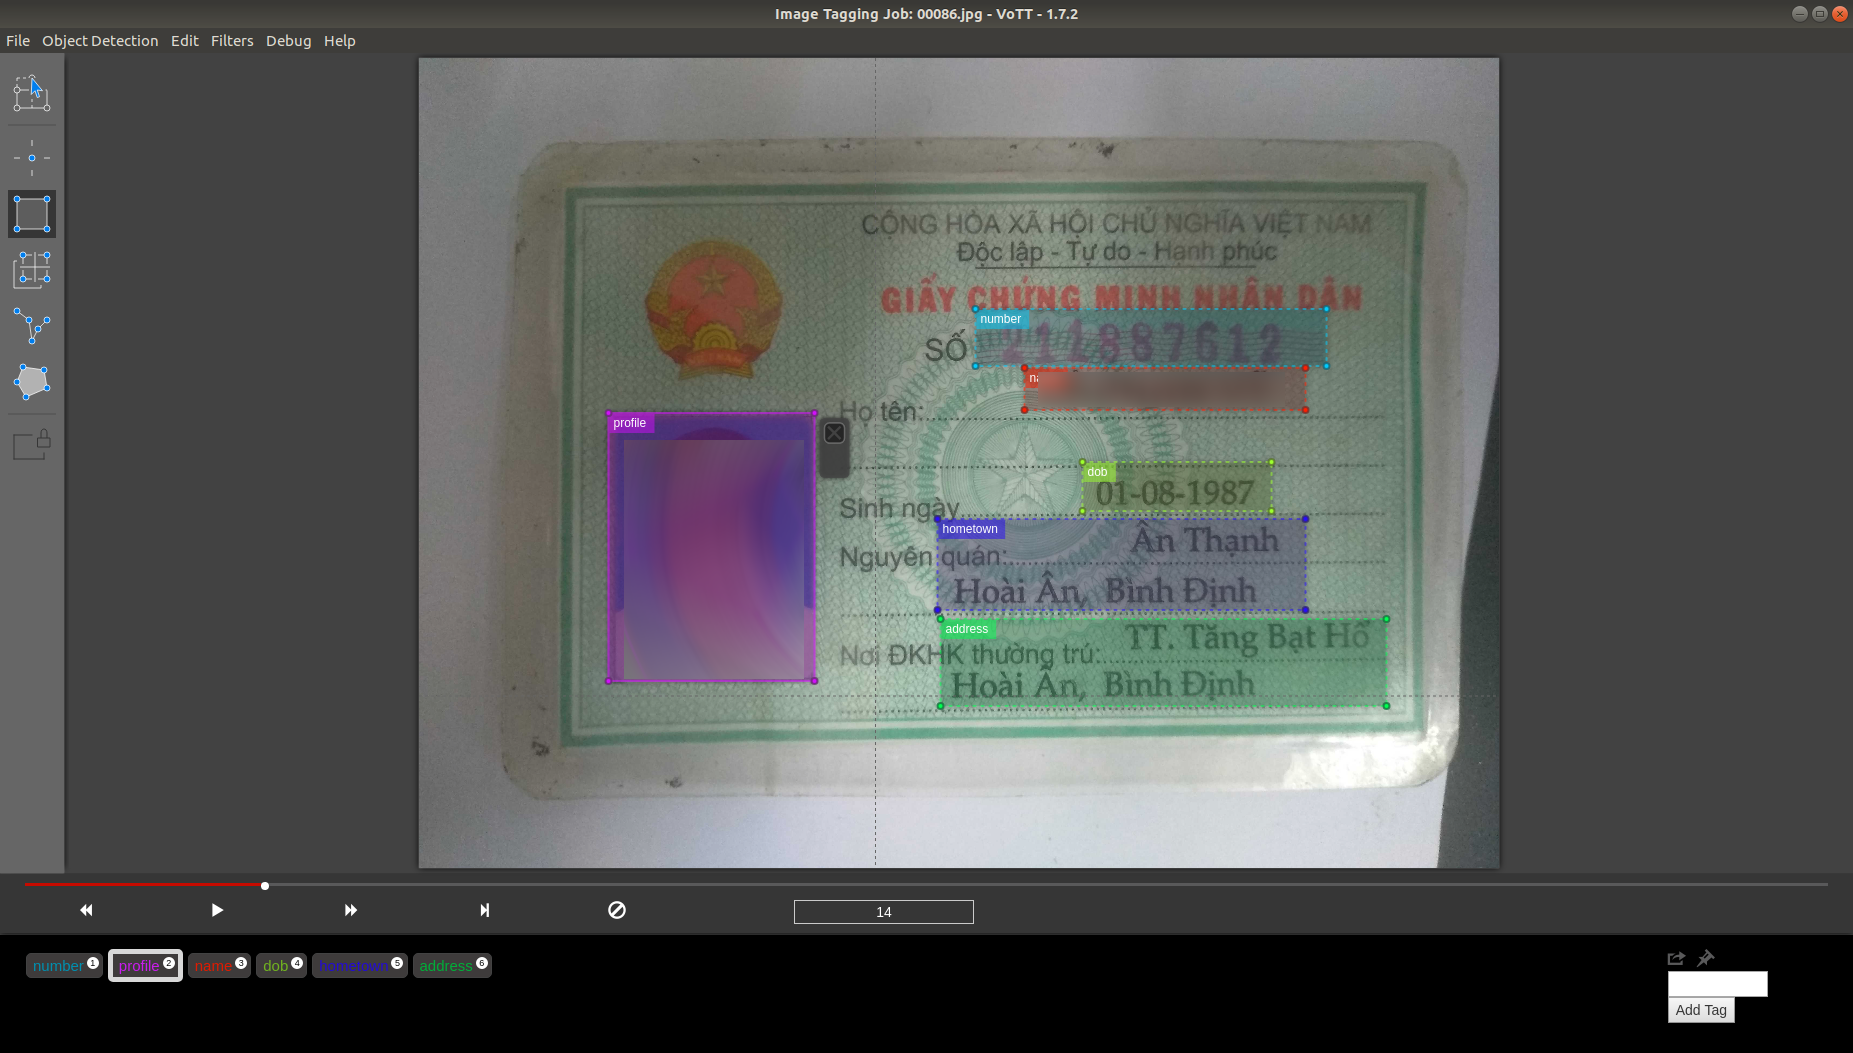 Image Tagging Job: 00086.jpg - VoTT - 1.7.2
File Object Detection Edit Filters Debug Help
CỘNG HÒA XÃ HỘI CHỦ NGHĨA VIỆT NAM
Độc lập - Tự do - Hạnh phúc
GIẤY CHỨNG MINH NHÂN DÂN
number
SỐ 211887612
Họ tên:
profile
dob
Sinh ngày 01-08-1987
hometown
Nguyên quán: Ân Thạnh
Hoài Ân, Bình Định
address
Nơi ĐKHK thường trú: TT. Tăng Bạt Hổ
Hoài Ân, Bình Định
14
number 1 profile 2 name 3 dob 4 hometown 5 address 6
Add Tag